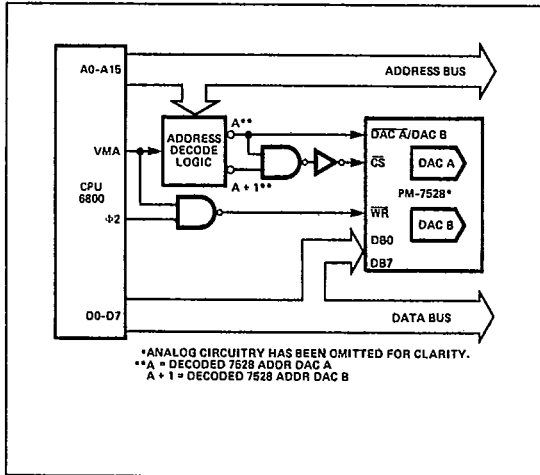 A0-A15
ADDRESS BUS
A**
ADDRESS
DECODE
LOGIC
VMA
DAC A/DAC B
CS
DAC A
A + 1**
CPU
6800
PM-7528*
Φ2
WR
DAC B
DB0
DB7
D0-D7
DATA BUS
*ANALOG CIRCUITRY HAS BEEN OMITTED FOR CLARITY.
**A = DECODED 7528 ADDR DAC A
A + 1 = DECODED 7528 ADDR DAC B